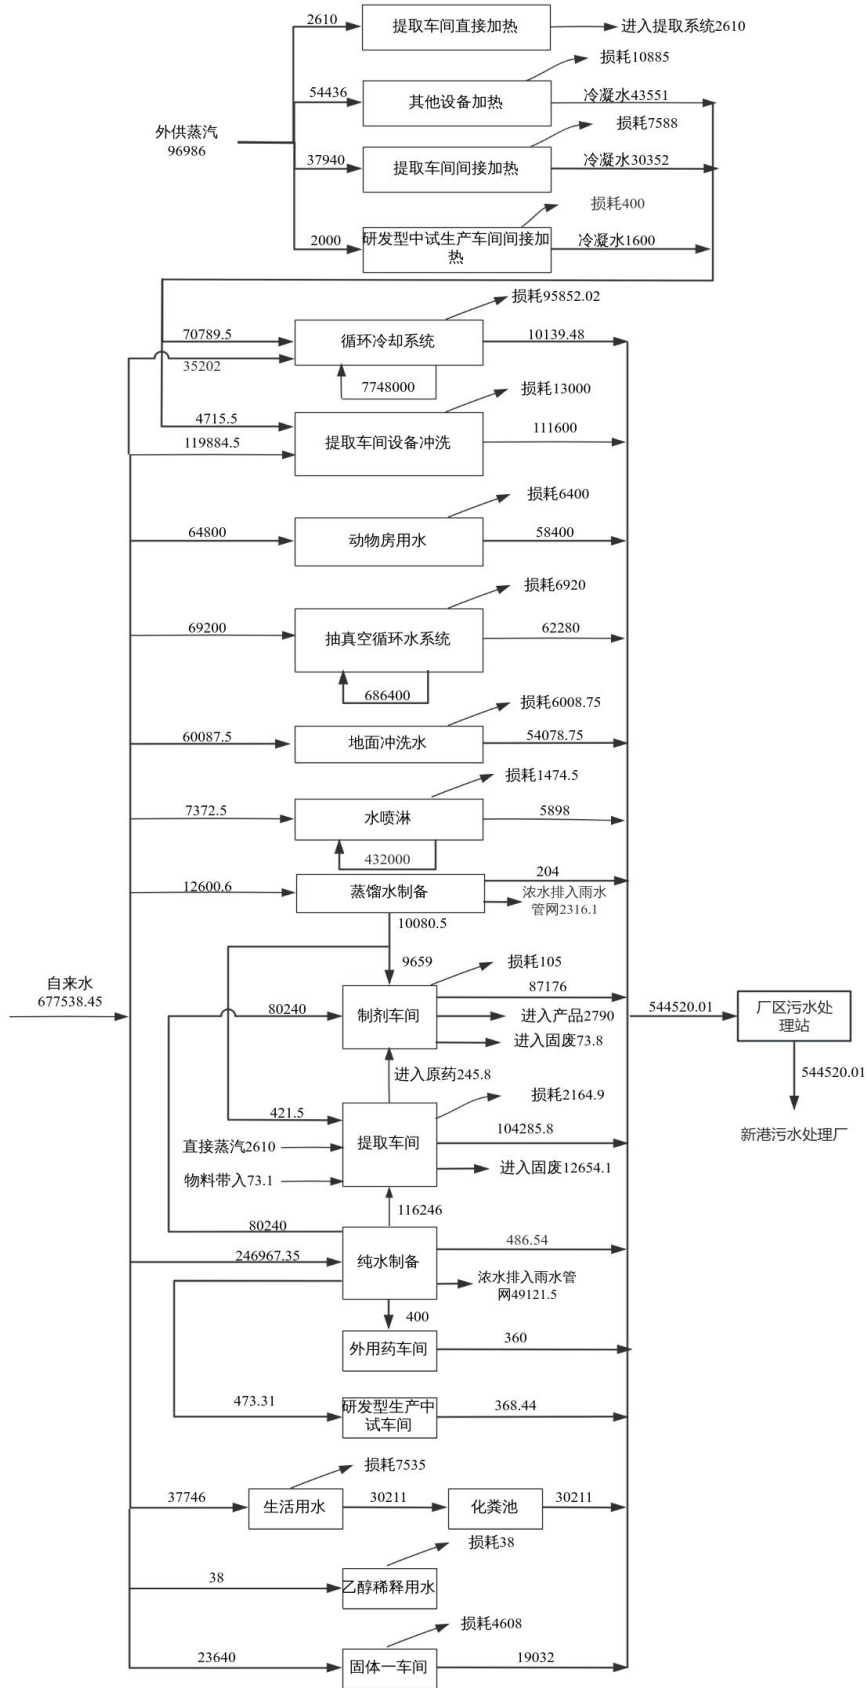 2610
提取车间直接加热
进入提取系统2610
损耗10885
54436
其他设备加热
冷凝水43551
外供蒸汽
96986
损耗7588
37940
提取车间间接加热
冷凝水30352
损耗400
2000
研发型中试生产车间间接加
热
冷凝水1600
损耗95852.02
70789.5
循环冷却系统
10139.48
35202
7748000
损耗13000
4715.5
提取车间设备冲洗
111600
119884.5
损耗6400
64800
动物房用水
58400
损耗6920
69200
抽真空循环水系统
62280
686400
损耗6008.75
60087.5
地面冲洗水
54078.75
损耗1474.5
7372.5
水喷淋
5898
432000
204
12600.6
蒸馏水制备
浓水排入雨水
管网2316.1
10080.5
9659
损耗105
自来水
677538.45
87176
80240
制剂车间
进入产品2790
进入固废73.8
544520.01
厂区污水处
理站
544520.01
新港污水处理厂
进入原药245.8
损耗2164.9
421.5
104285.8
直接蒸汽2610
提取车间
进入固废12654.1
物料带入73.1
116246
80240
486.54
246967.35
纯水制备
浓水排入雨水管
网49121.5
400
外用药车间
360
473.31
研发型生产中
试车间
368.44
损耗7535
37746
生活用水
30211
化粪池
30211
损耗38
38
乙醇稀释用水
损耗4608
23640
固体一车间
19032